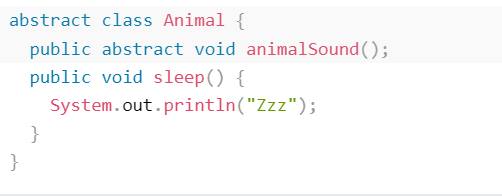 abstract class Animal {
  public abstract void animalSound();
  public void sleep() {
    System.out.println("Zzz");
  }
}